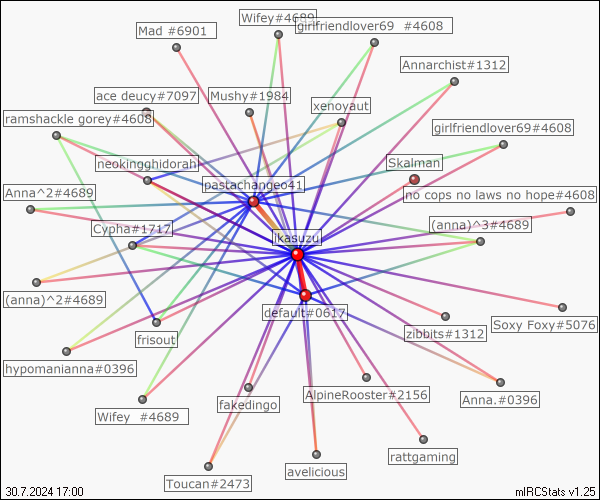 Wifey#4689
girlfriendlover69 #4608
Mad #6901
Annarchist#1312
ace deucy#7097
Mushy#1984
xenoyaut
ramshackle gorey#4608
girlfriendlover69#4608
neokingghidorah
Skalman
pastachangeo41
Anna^2#4689
no cops no laws no hope#4608
Cypha#1717
(anna)^3#4689
jkasuzu
(anna)^2#4689
default#0617
Soxy Foxy#5076
zibbits#1312
frisout
hypomanianna#0396
AlpineRooster#2156
Anna.#0396
fakedingo
Wifey #4689
rattgaming
avelicious
Toucan#2473
30.7.2024 17:00
mIRCStats v1.25